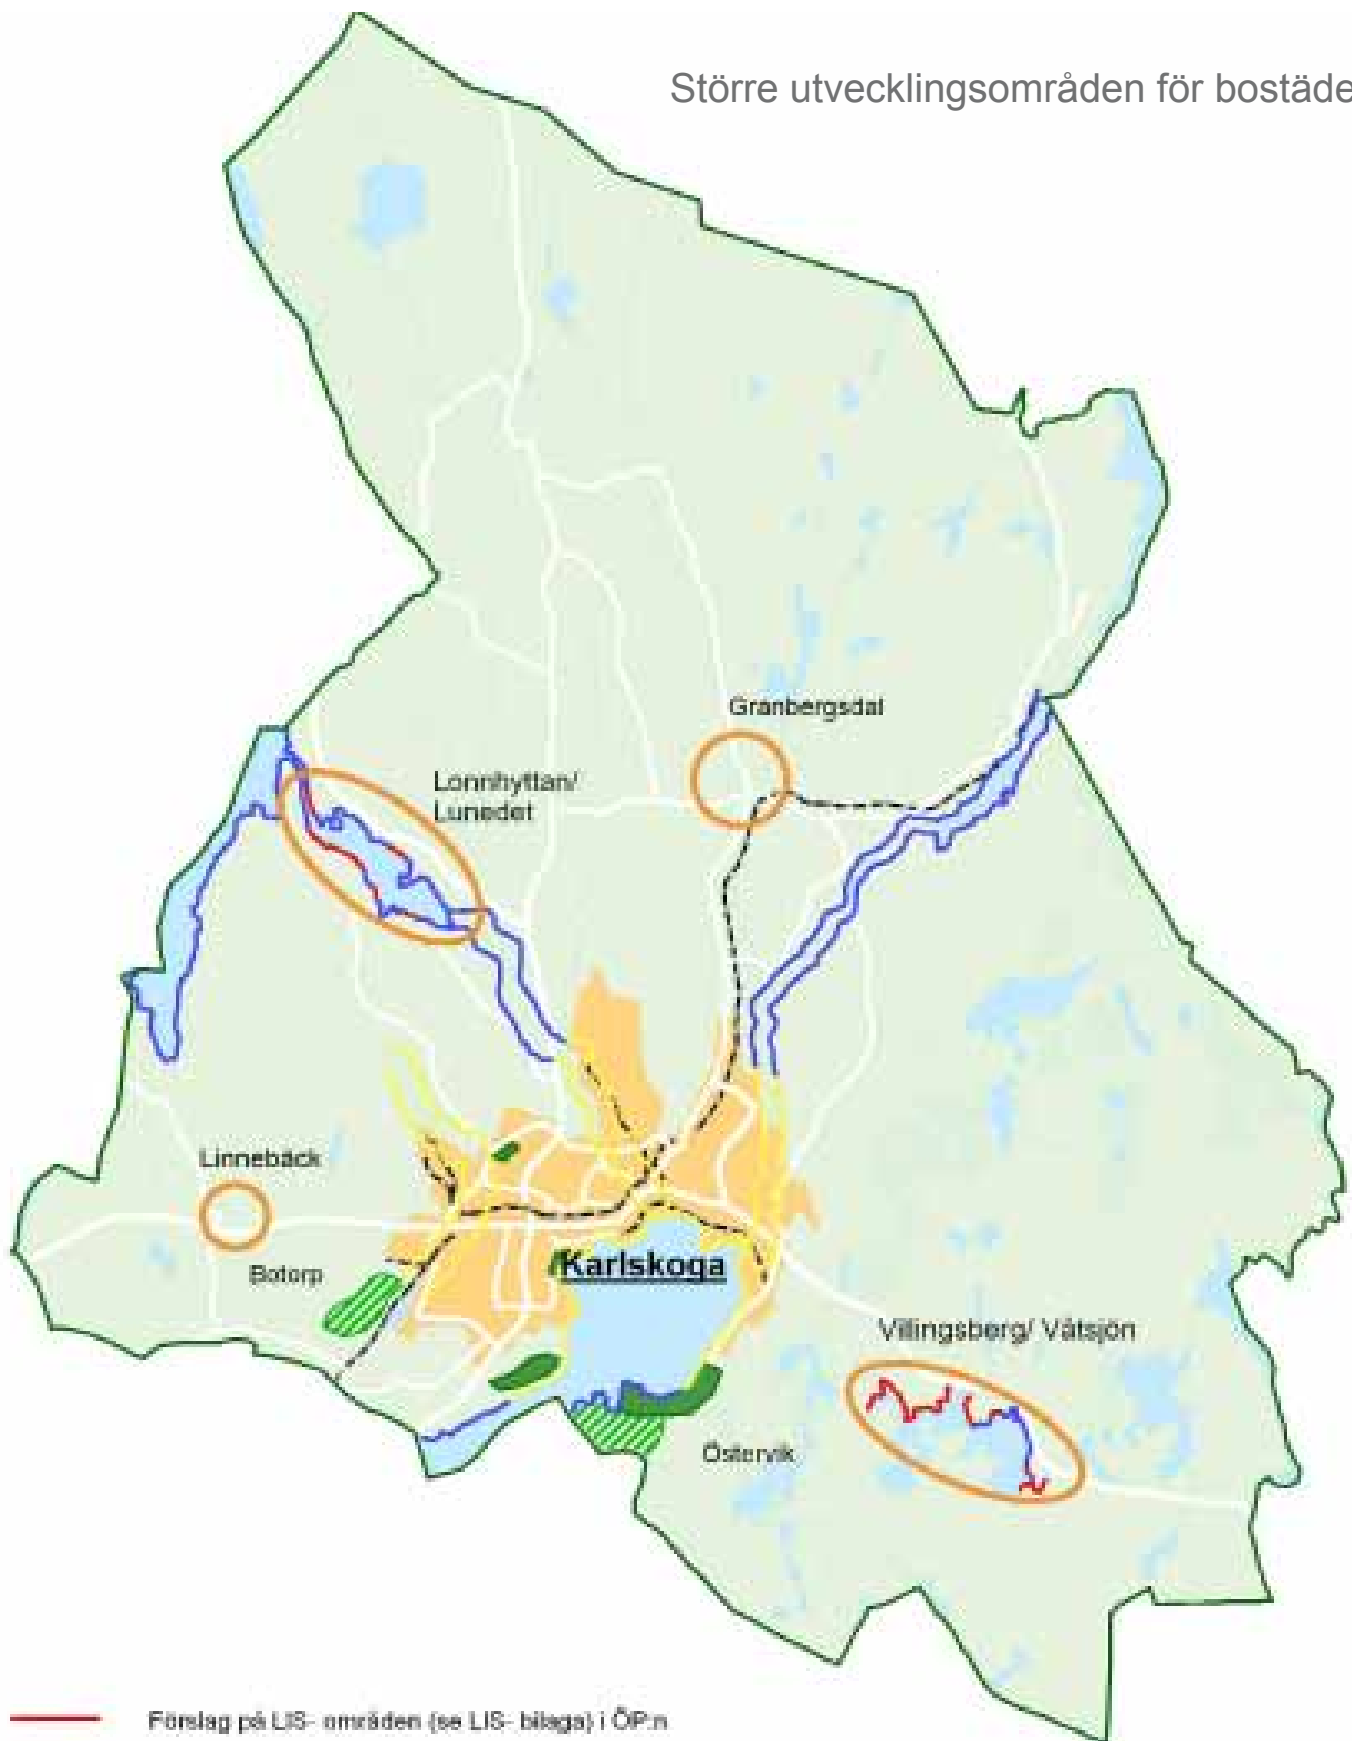 Större utvecklingsområden för bostäde
Granbergsdal
Lonnhyttan/
Lunedet
Linnebäck
Botorp
Karlskoga
Villingsberg/ Våtsjön
Östervik
Förslag på LIS- områden (se LIS- bilaga) i ÖP:n